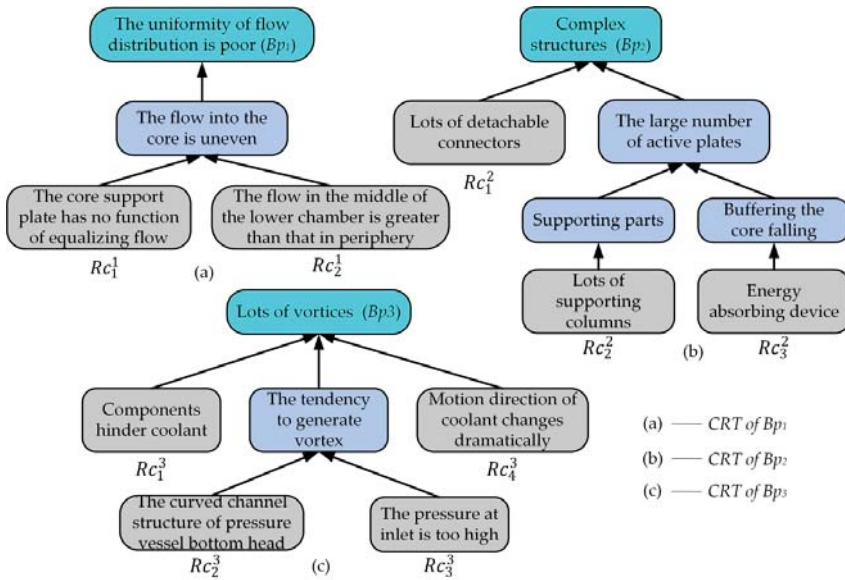 The uniformity of flow
distribution is poor (Bp₁)
The flow into the
core is uneven
The core support
plate has no function
of equalizing flow
Rc₁¹
The flow in the middle of
the lower chamber is greater
than that in periphery
Rc₂¹
(a)
Complex
structures (Bp₂)
Lots of detachable
connectors
Rc₁²
The large number
of active plates
Supporting parts
Buffering the
core falling
Lots of
supporting
columns
Rc₂²
Energy
absorbing device
Rc₃²
(b)
Lots of vortices (Bp3)
Components
hinder coolant
Rc₁³
The tendency
to generate
vortex
Motion direction of
coolant changes
dramatically
Rc₄³
The curved channel
structure of pressure
vessel bottom head
Rc₂³
The pressure at
inlet is too high
Rc₃³
(c)
(a) —— CRT of Bp₁
(b) —— CRT of Bp₂
(c) —— CRT of Bp₃